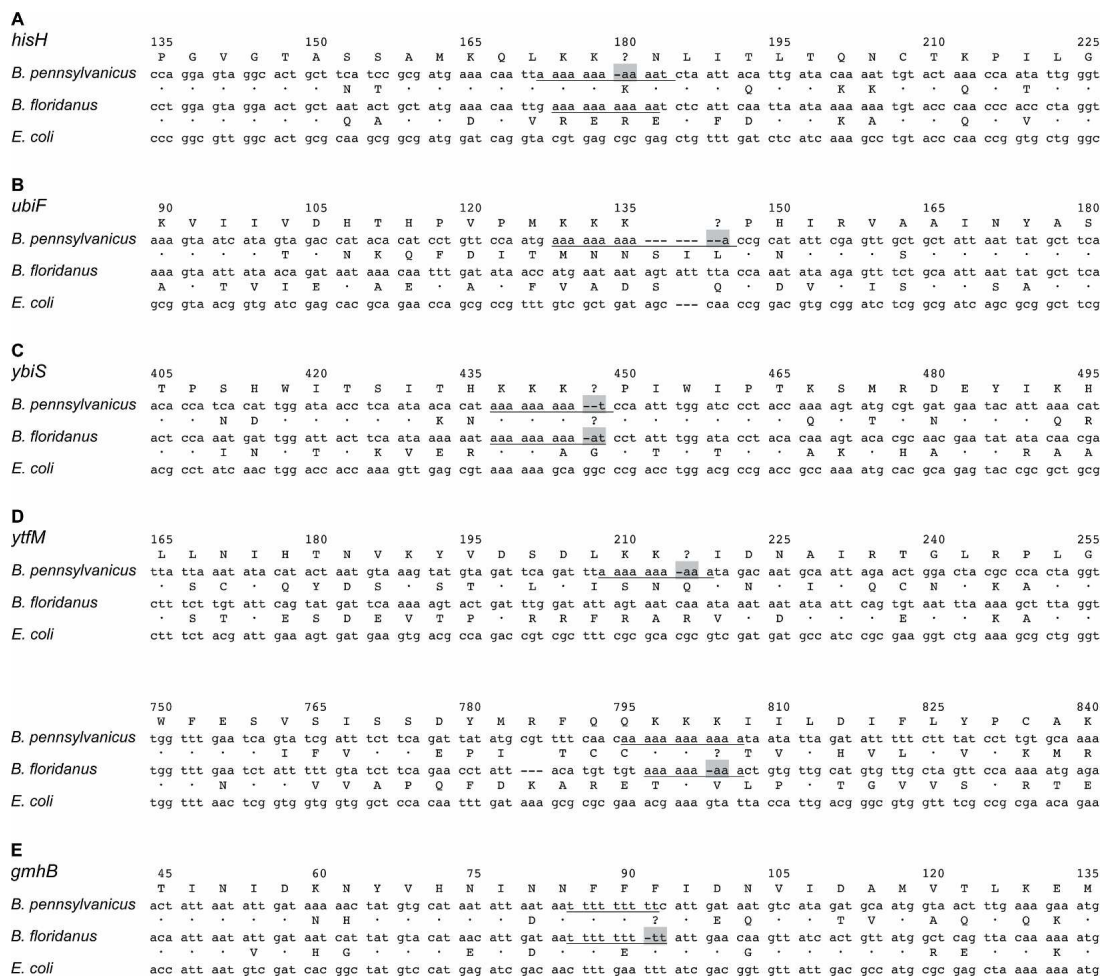 A
hisH
135 150 165 180 195 210 225
P G V G T A S S A M K Q L K K ? N L I T L T Q N C T K P I L G
B. pennsylvanicus cca gga gta ggc act gct tca tcc gcg atg aaa caa tta aaa aaa -aa aat cta att aca ttg ata caa aat tgt act aaa cca ata ttg ggt
· · · · · · N T · · · · · · · K · · · Q · · K K · Q · T · ·
B. floridanus cct gga gta gga act gct aat act gct atg aaa caa ttg aaa aaa aaa aat ctc att caa tta ata aaa aaa tgt acc caa ccc acc cta ggt
· · · · · · Q A · · D · V R E R E · F D · K A · · Q · V · ·
E. coli ccc ggc gtt ggc act gcg caa gcg gcg atg gat cag gta cgt gag cgc gag ctg ttt gat ctc atc aaa gcc tgt acc caa ccg gtg ctg ggc
B
ubiF
90 105 120 135 150 165 180
K V I I V D H T H P V P M K K K ? P H I R V A A I N Y A S
B. pennsylvanicus aaa gta atc ata gta gac cat aca cat cct gtt cca atg aaa aaa aaa --- --- --a ccg cat att cga gtt gct gct att aat tat gct tca
· · · · T · N K Q F D I T M N N S I L · N · · · S · · · · · ·
B. floridanus aaa gta att ata aca gat aat aaa caa ttt gat ata acc atg aat aat agt att tta cca aat ata aga gtt tct gca att aat tat gct tca
A · T V I E · A E · A · F V A D S Q · D V · I S · · S A · ·
E. coli gcg gta acg gtg atc gag cac gcg gaa cca gcg ccg ttt gtc gct gat agc --- caa ccg gac gtg cgg atc tcg gcg atc agc gcg gct tcg
C
ybiS
405 420 435 450 465 480 495
T P S H W I T S I T H K K K ? P I W I P T K S M R D E Y I K H
B. pennsylvanicus aca cca tca cat tgg ata acc tca ata aca cat aaa aaa aaa --t cca att tgg atc cct acc aaa agt atg cgt gat gaa tac att aaa cat
· · N D · · · · · K N · · · ? · · · · · · Q · T · N · · · Q R
B. floridanus act cca aat gat tgg att act tca ata aaa aat aaa aaa aaa -at cct att tgg ata cct aca caa agt aca cgc aac gaa tat ata caa cga
· · I N · T · K V E R · · A G · T · T · · A K · H A · · R A A
E. coli acg cct atc aac tgg acc acc aaa gtt gag cgt aaa aaa gca ggc ccg acc tgg acg ccg acc gcc aaa atg cac gca gag tac cgc gct gcg
D
ytfM
165 180 195 210 225 240 255
L L N I H T N V K Y V D S D L K K ? I D N A I R T G L R P L G
B. pennsylvanicus tta tta aat ata cat act aat gta aag tat gta gat tca gat tta aaa aaa -aa ata gac aat gca att aga act gga cta cgc cca cta ggt
· S C · Q Y D S · S T · L · I S N Q · N · I · Q C N · K A · ·
B. floridanus ctt tct tgt att cag tat gat tca aaa agt act gat ttg gat att agt aat caa ata aat aat ata att cag tgt aat tta aaa gct tta ggt
· S T · E S D E V T P · R R F R A R V · D · · · E · · K A · ·
E. coli ctt tct acg att gaa agt gat gaa gtg acg cca gac cgt cgc ttt cgc gca cgc gtc gat gat gcc atc cgc gaa ggt ctg aaa gcg ctg ggt
750 765 780 795 810 825 840
W F E S V S I S S D Y M R F Q Q K K K I I L D I F L Y P C A K
B. pennsylvanicus tgg ttt gaa tca gta tcg att tct tca gat tat atg cgt ttc caa caa aaa aaa aaa ata ata tta gat att ttt ctt tat cct tgt gca aaa
· · · · I F V · · E P I T C C · · ? T V · H V L · V · K M R
B. floridanus tgg ttt gaa tct att ttt gta tct tca gaa cct att --- aca tgt tgt aaa aaa -aa act gtg ttg cat gtg ttg cta gtt cca aaa atg aga
· · N · · V V A P Q F D K A R E T · V L P · T G V V S · R T E
E. coli tgg ttt aac tcg gtg gtg gtg gct cca caa ttt gat aaa gcg cgc gaa acg aaa gta tta cca ttg acg ggc gtg gtt tcg ccg cga aca gaa
E
gmhB
45 60 75 90 105 120 135
T I N I D K N Y V H N I N N F F F I D N V I D A M V T L K E M
B. pennsylvanicus act att aat att gat aaa aac tat gtg cat aat att aat aat ttt ttt ttc att gat aat gtc ata gat gca atg gta aca tta aag gaa atg
· · · · · N H · · · · · D · · ? · E Q · · T V · A Q · Q K ·
B. floridanus aca att aat att gat aat cat tat gta cat aac att gat aat ttt ttt -tt att gaa caa gtt atc act gtt atg gct cag tta caa aaa atg
· · · V · H G · · · E · D · E · · · · G · · · · · R E · K ·
E. coli acc att aat gtc gat cac ggc tat gtc cat gag atc gac aac ttt gaa ttt atc gac ggt gtt att gac gcc atg cgc gag cta aaa aaa atg